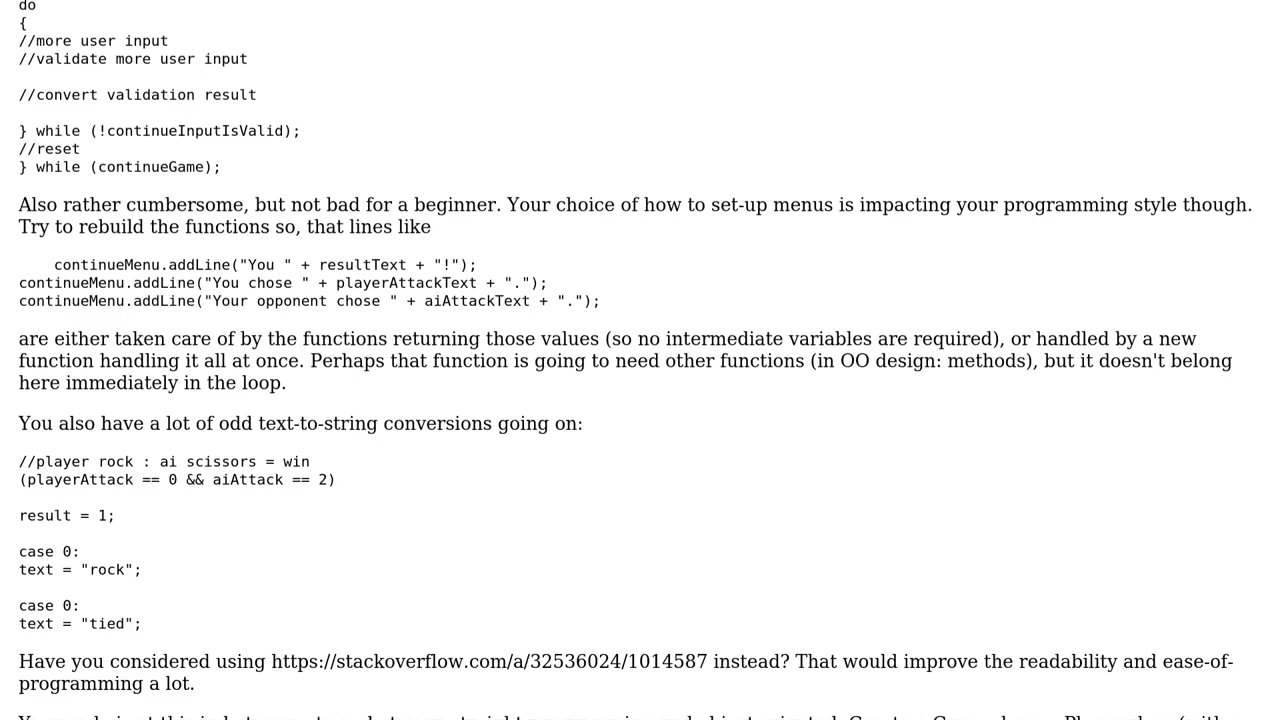 do
{
//more user input
//validate more user input

//convert validation result

} while (!continueInputIsValid);
//reset
} while (continueGame);

Also rather cumbersome, but not bad for a beginner. Your choice of how to set-up menus is impacting your programming style though.
Try to rebuild the functions so, that lines like

    continueMenu.addLine("You " + resultText + "!");
continueMenu.addLine("You chose " + playerAttackText + ".");
continueMenu.addLine("Your opponent chose " + aiAttackText + ".");

are either taken care of by the functions returning those values (so no intermediate variables are required), or handled by a new
function handling it all at once. Perhaps that function is going to need other functions (in OO design: methods), but it doesn't belong
here immediately in the loop.

You also have a lot of odd text-to-string conversions going on:

//player rock : ai scissors = win
(playerAttack == 0 && aiAttack == 2)

result = 1;

case 0:
text = "rock";

case 0:
text = "tied";

Have you considered using https://stackoverflow.com/a/32536024/1014587 instead? That would improve the readability and ease-of-
programming a lot.